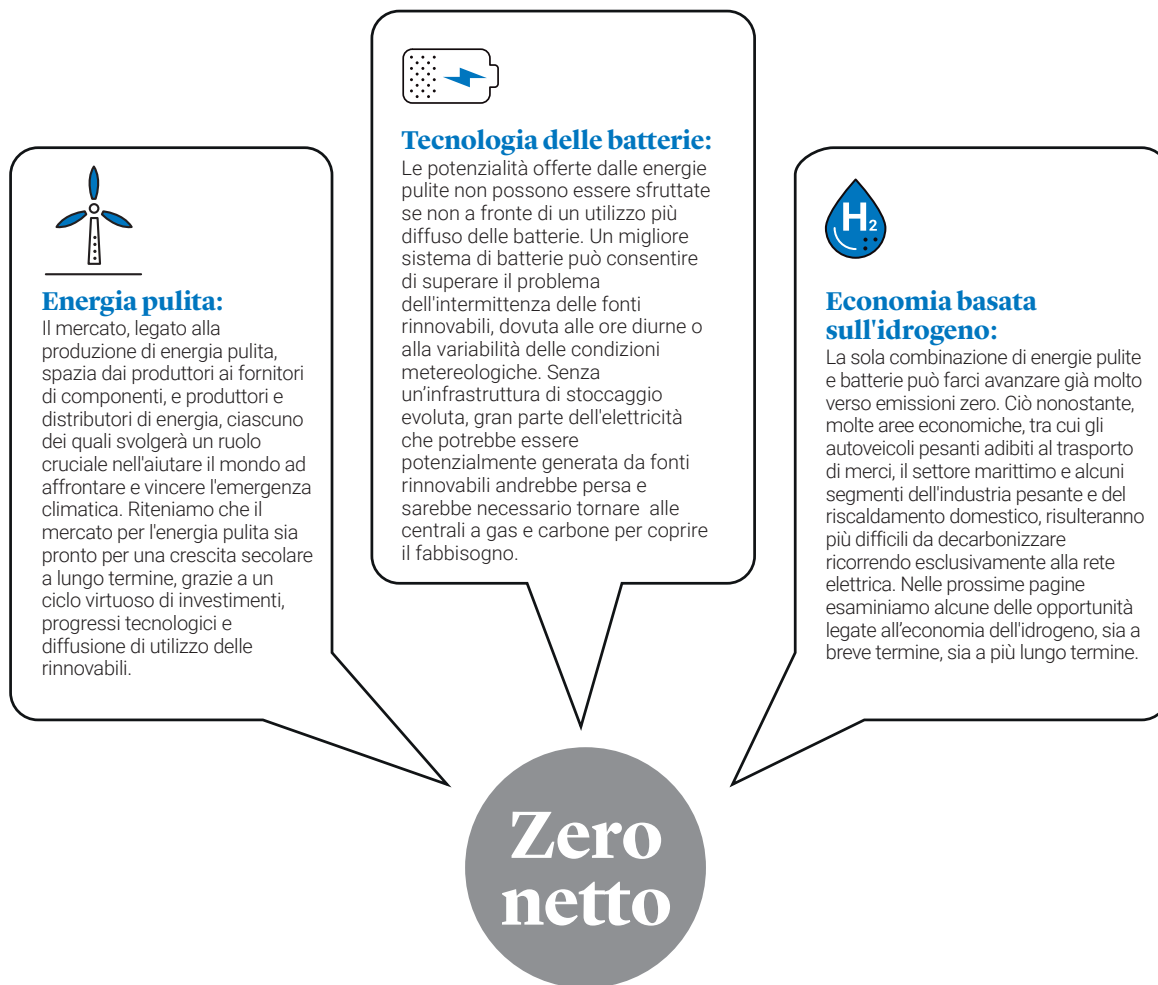 Energia pulita:
Il mercato, legato alla
produzione di energia pulita,
spazia dai produttori ai fornitori
di componenti, e produttori e
distributori di energia, ciascuno
dei quali svolgerà un ruolo
cruciale nell'aiutare il mondo ad
affrontare e vincere l'emergenza
climatica. Riteniamo che il
mercato per l'energia pulita sia
pronto per una crescita secolare
a lungo termine, grazie a un
ciclo virtuoso di investimenti,
progressi tecnologici e
diffusione di utilizzo delle
rinnovabili.
Tecnologia delle batterie:
Le potenzialità offerte dalle energie
pulite non possono essere sfruttate
se non a fronte di un utilizzo più
diffuso delle batterie. Un migliore
sistema di batterie può consentire
di superare il problema
dell'intermittenza delle fonti
rinnovabili, dovuta alle ore diurne o
alla variabilità delle condizioni
metereologiche. Senza
un'infrastruttura di stoccaggio
evoluta, gran parte dell'elettricità
che potrebbe essere
potenzialmente generata da fonti
rinnovabili andrebbe persa e
sarebbe necessario tornare  alle
centrali a gas e carbone per coprire
il fabbisogno.
H₂
Economia basata
sull'idrogeno:
La sola combinazione di energie pulite
e batterie può farci avanzare già molto
verso emissioni zero. Ciò nonostante,
molte aree economiche, tra cui gli
autoveicoli pesanti adibiti al trasporto
di merci, il settore marittimo e alcuni
segmenti dell'industria pesante e del
riscaldamento domestico, risulteranno
più difficili da decarbonizzare
ricorrendo esclusivamente alla rete
elettrica. Nelle prossime pagine
esaminiamo alcune delle opportunità
legate all'economia dell'idrogeno, sia a
breve termine, sia a più lungo termine.
Zero
netto